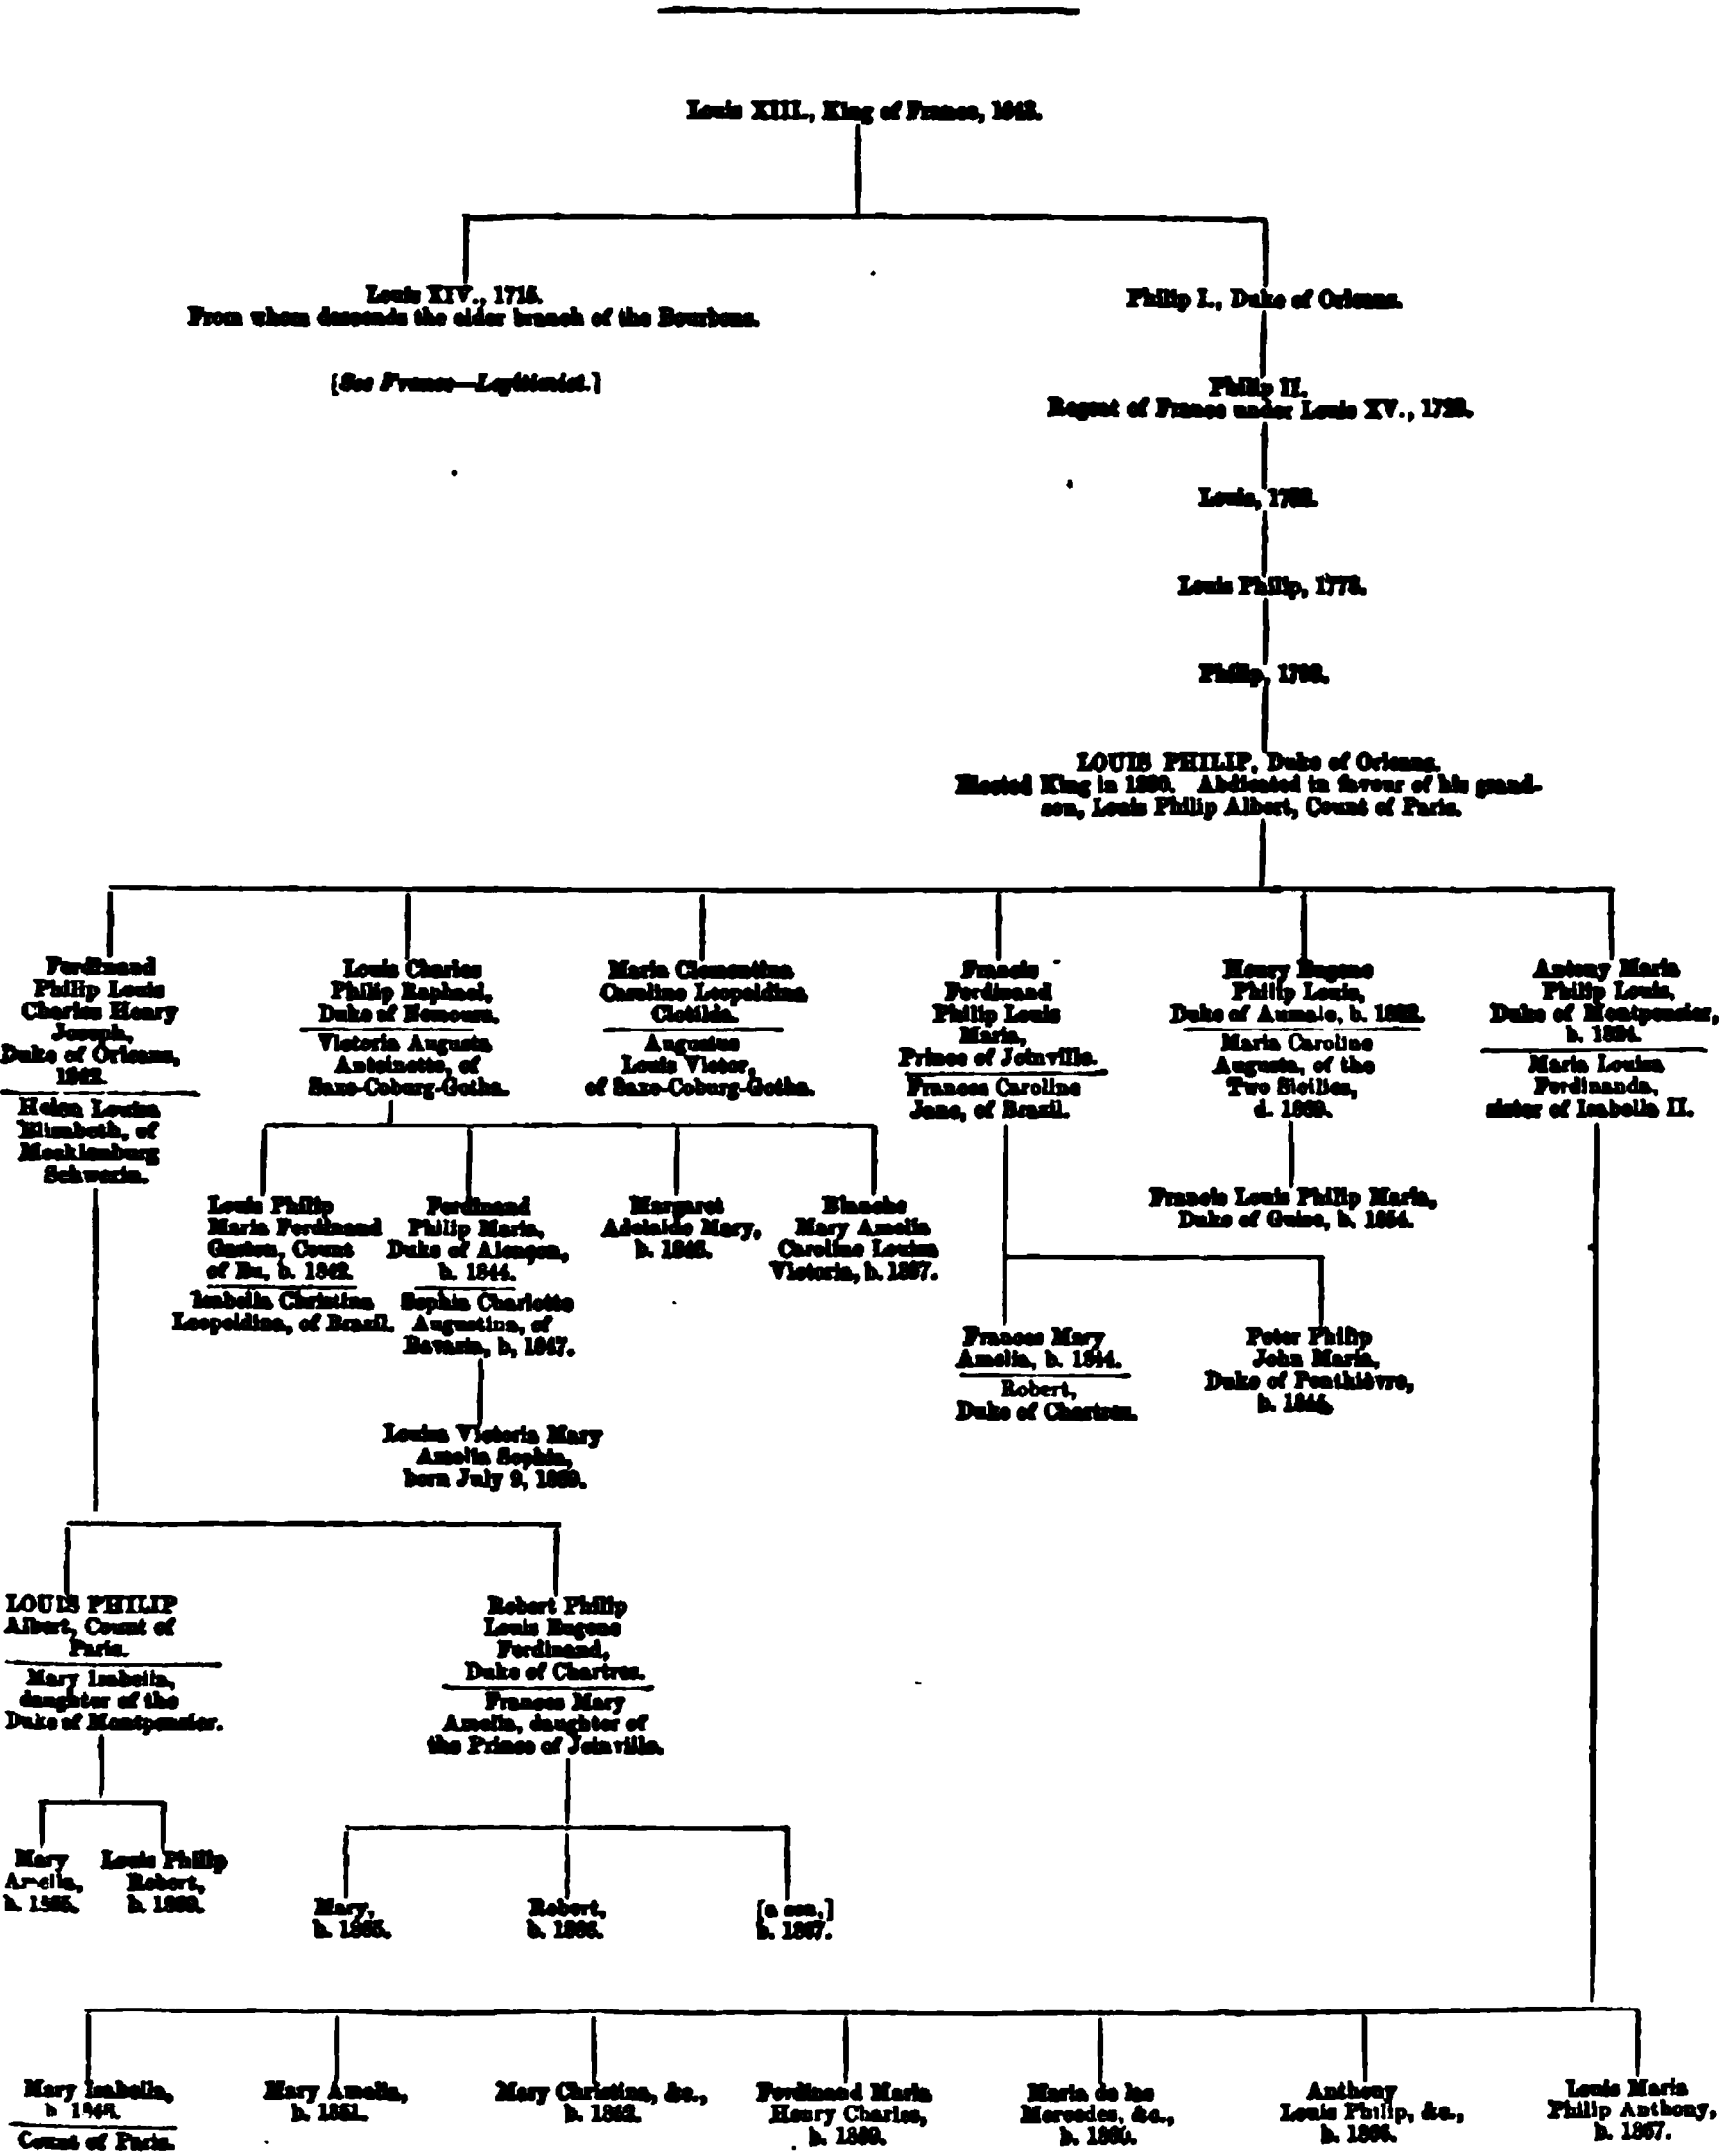 Louis XIII., King of France, 1643.
Louis XIV., 1715.
From whom descends the elder branch of the Bourbons.
[See France—Legitimist.]
Philip I., Duke of Orleans.
Philip II.
Regent of France under Louis XV., 1723.
Louis, 1752.
Louis Philip, 1775.
Philip, 1793.
LOUIS PHILIP, Duke of Orleans.
Elected King in 1830. Abdicated in favour of his grand-
son, Louis Philip Albert, Count of Paris.
Ferdinand
Philip Louis
Charles Henry
Joseph,
Duke of Orleans,
1842.
Helen Louisa
Elizabeth, of
Mecklenburg
Schwerin.
Louis Charles
Philip Raphael,
Duke of Nemours.
Victoria Augusta
Antoinette, of
Saxe-Coburg-Gotha.
Maria Clementina
Caroline Leopoldina
Clotilda.
Augustus
Louis Victor,
of Saxe-Coburg-Gotha.
Francis
Ferdinand
Philip Louis
Maria,
Prince of Joinville.
Frances Caroline
Jane, of Brazil.
Henry Eugene
Philip Louis,
Duke of Aumale, b. 1822.
Maria Caroline
Augusta, of the
Two Sicilies,
d. 1869.
Antony Maria
Philip Louis,
Duke of Montpensier,
b. 1824.
Maria Louisa
Ferdinanda,
sister of Isabella II.
Louis Philip
Maria Ferdinand
Gaston, Count
of Eu, b. 1842.
Isabella Christina
Leopoldina, of Brazil.
Ferdinand
Philip Maria,
Duke of Alençon,
b. 1844.
Sophia Charlotte
Augustina, of
Bavaria, b, 1847.
Margaret
Adelaide Mary,
b. 1846.
Blanche
Mary Amelia
Caroline Louisa
Victoria, b. 1857.
Francis Louis Philip Maria,
Duke of Guise, b. 1854.
Frances Mary
Amelia, b. 1844.
Robert,
Duke of Chartres.
Peter Philip
John Maria,
Duke of Penthièvre,
b. 1845.
Louisa Victoria Mary
Amelia Sophia,
born July 9, 1869.
LOUIS PHILIP
Albert, Count of
Paris.
Mary Isabella,
daughter of the
Duke of Montpensier.
Robert Philip
Louis Eugene
Ferdinand,
Duke of Chartres.
Frances Mary
Amelia, daughter of
the Prince of Joinville.
Mary
Amelia,
b. 1865.
Louis Philip
Robert,
b. 1869.
Mary,
b. 1865.
Robert,
b. 1866.
[a son,]
b. 1867.
Mary Isabella,
b 1848.
Count of Paris.
Mary Amelia,
b. 1851.
Mary Christina, &c.,
b. 1852.
Ferdinand Maria
Henry Charles,
b. 1859.
Maria de las
Mercedes, &c.,
b. 1860.
Anthony
Louis Philip, &c.,
b. 1866.
Louis Maria
Philip Anthony,
b. 1867.